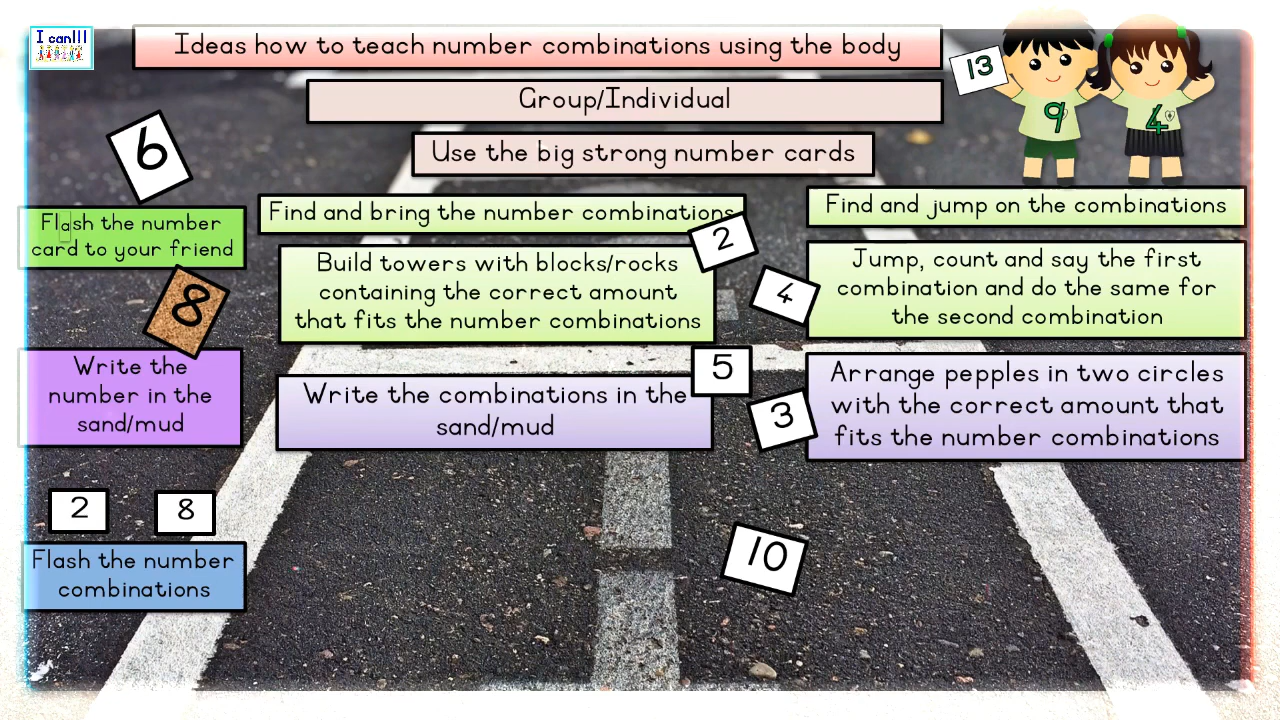 I can!!!
Ideas how to teach number combinations using the body
Group/Individual
Use the big strong number cards
13
9
4
6
Flash the number
card to your friend
8
Write the
number in the
sand/mud
2
8
Flash the number
combinations
Find and bring the number combinations
2
Build towers with blocks/rocks
containing the correct amount
that fits the number combinations
5
Write the combinations in the
sand/mud
Find and jump on the combinations
4
Jump, count and say the first
combination and do the same for
the second combination
3
Arrange pepples in two circles
with the correct amount that
fits the number combinations
10